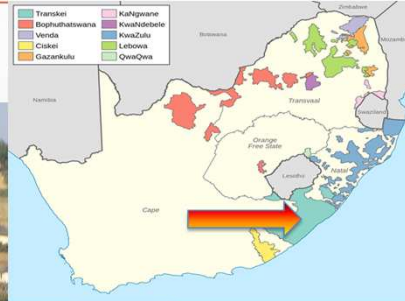 Transkei
Bophuthatswana
Venda
Ciskei
Gazankulu
KaNgwane
KwaNdebele
KwaZulu
Lebowa
QwaQwa
Zimbabwe
Botswana
Mozamb
Namibia
Transvaal
Swaziland
Orange
Free State
Natal
Lesotho
Cape